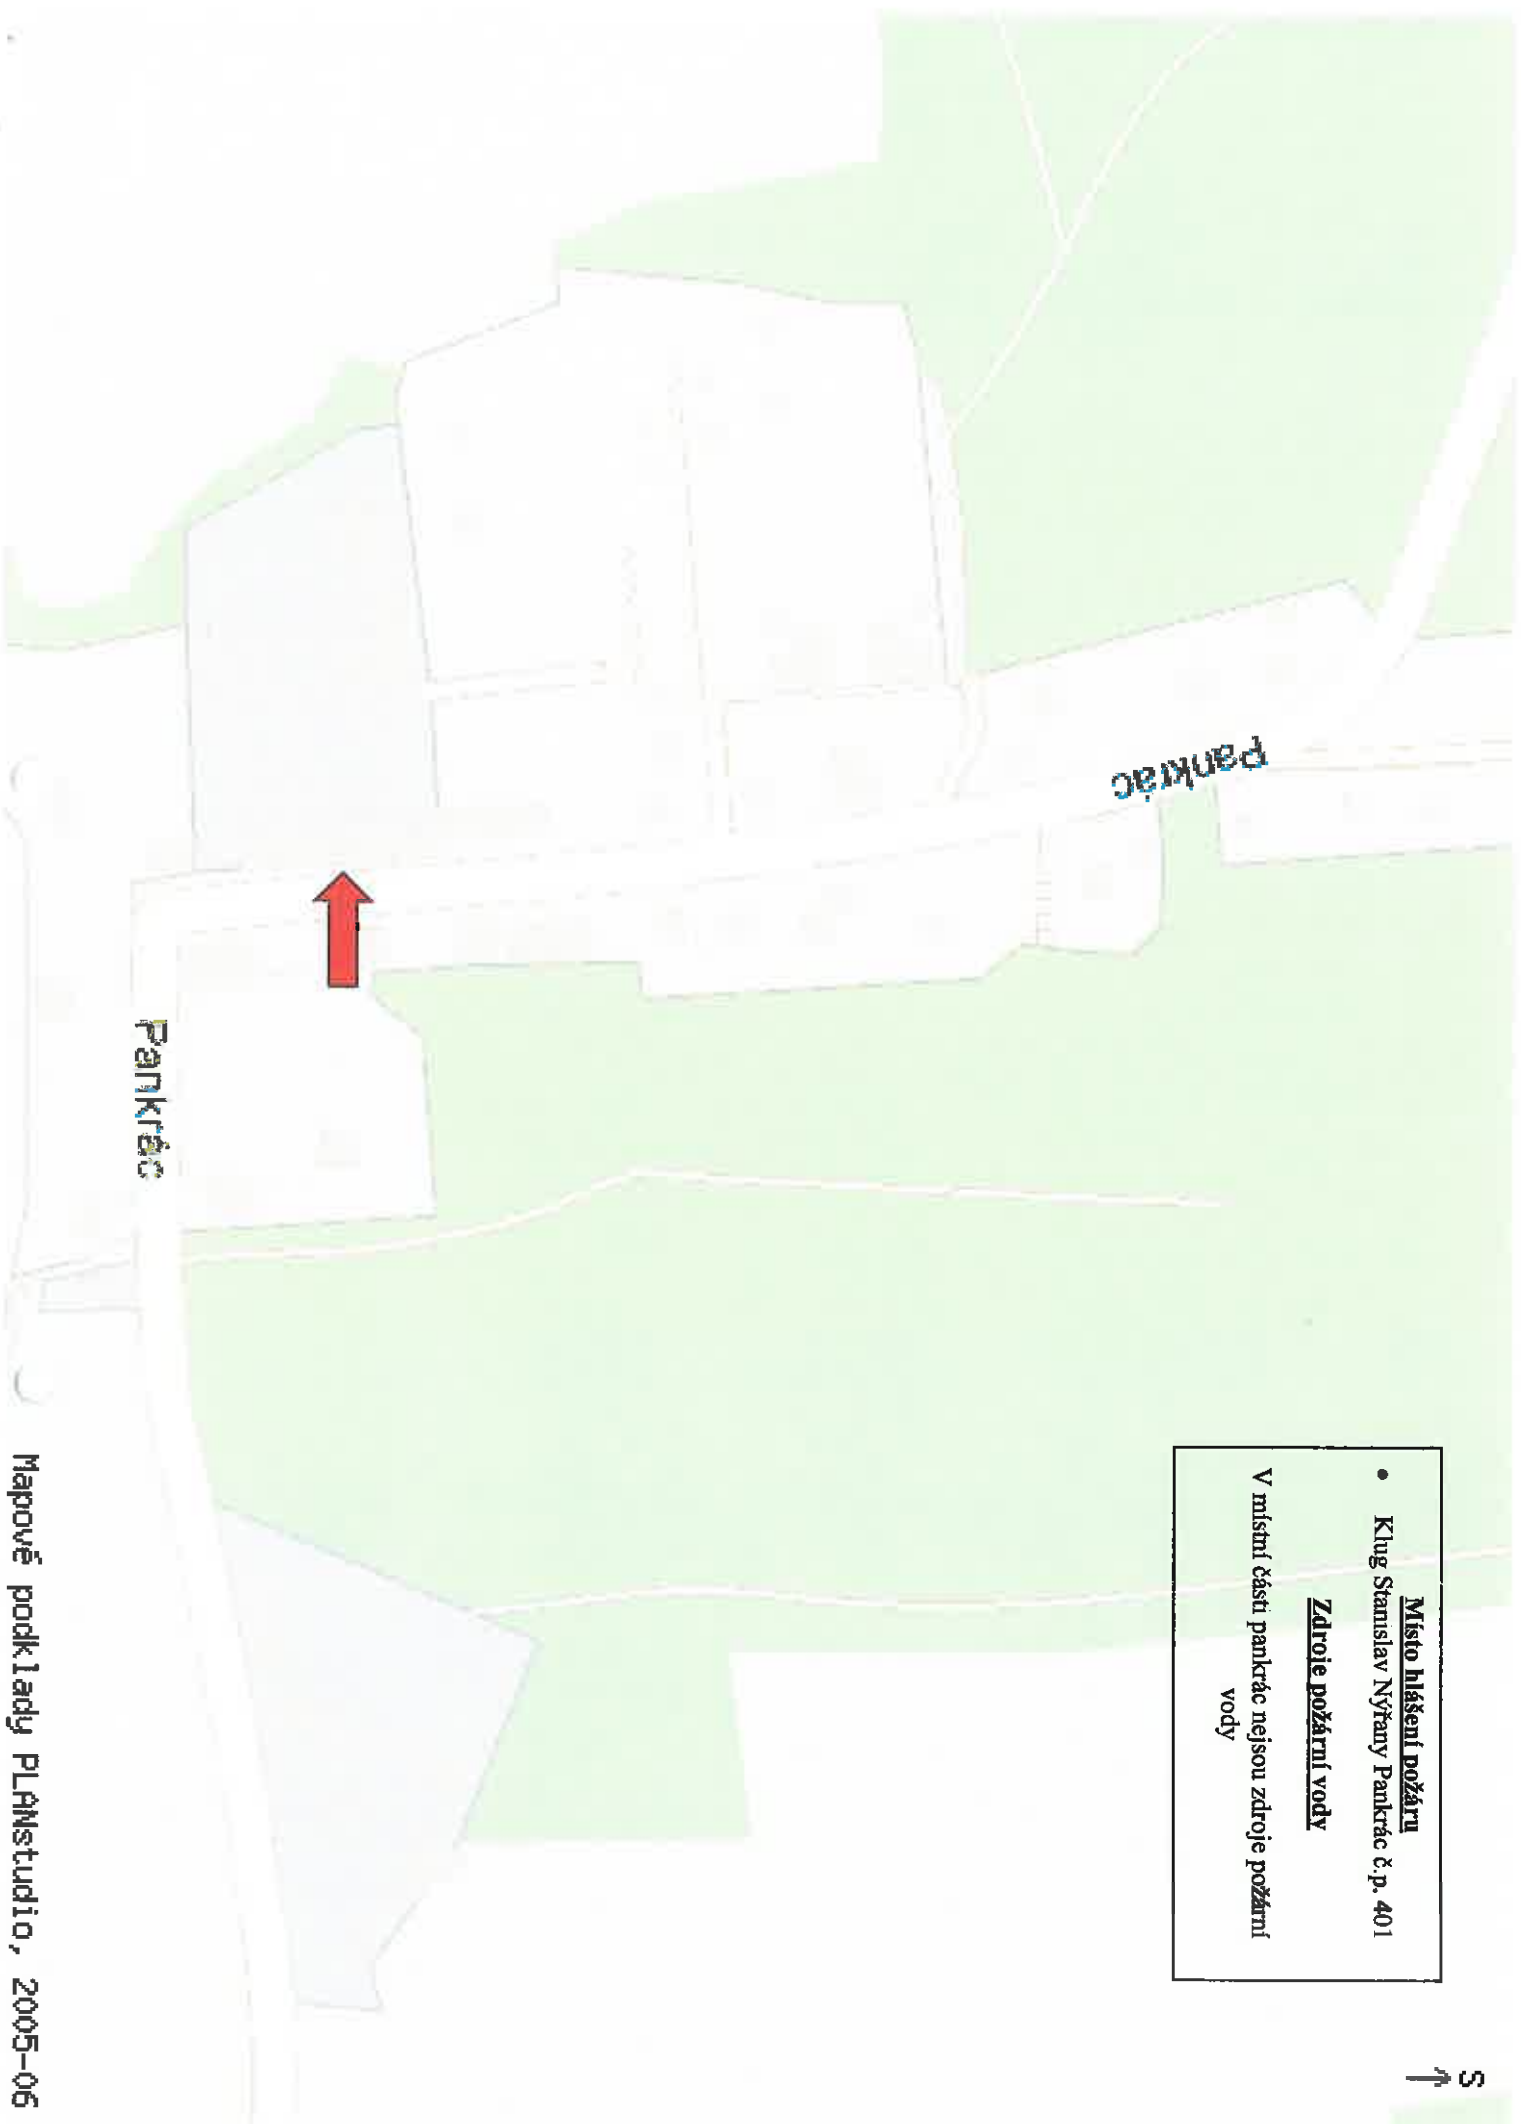 S
Místo hlášení požáru
• Klug Stanislav Nýřany Pankrác č.p. 401
Zdroje požární vody
V místní části pankrác nejsou zdroje požární
vody
Pankrác
Pankrác
Mapové podklady PLANstudio, 2005-06